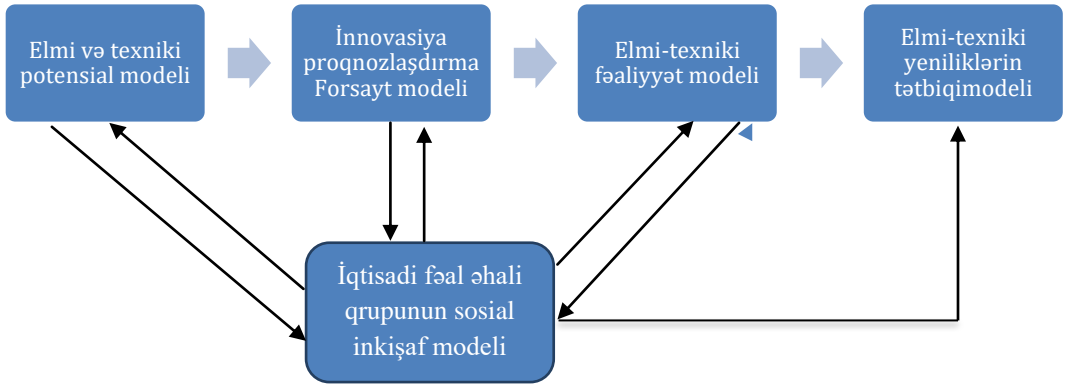 Elmi və texniki
potensial modeli
İnnovasiya
proqnozlaşdırma
Forsayt modeli
Elmi-texniki
fəaliyyət modeli
Elmi-texniki
yeniliklərin
tətbiqimodeli
İqtisadi fəal əhali
qrupunun sosial
inkişaf modeli